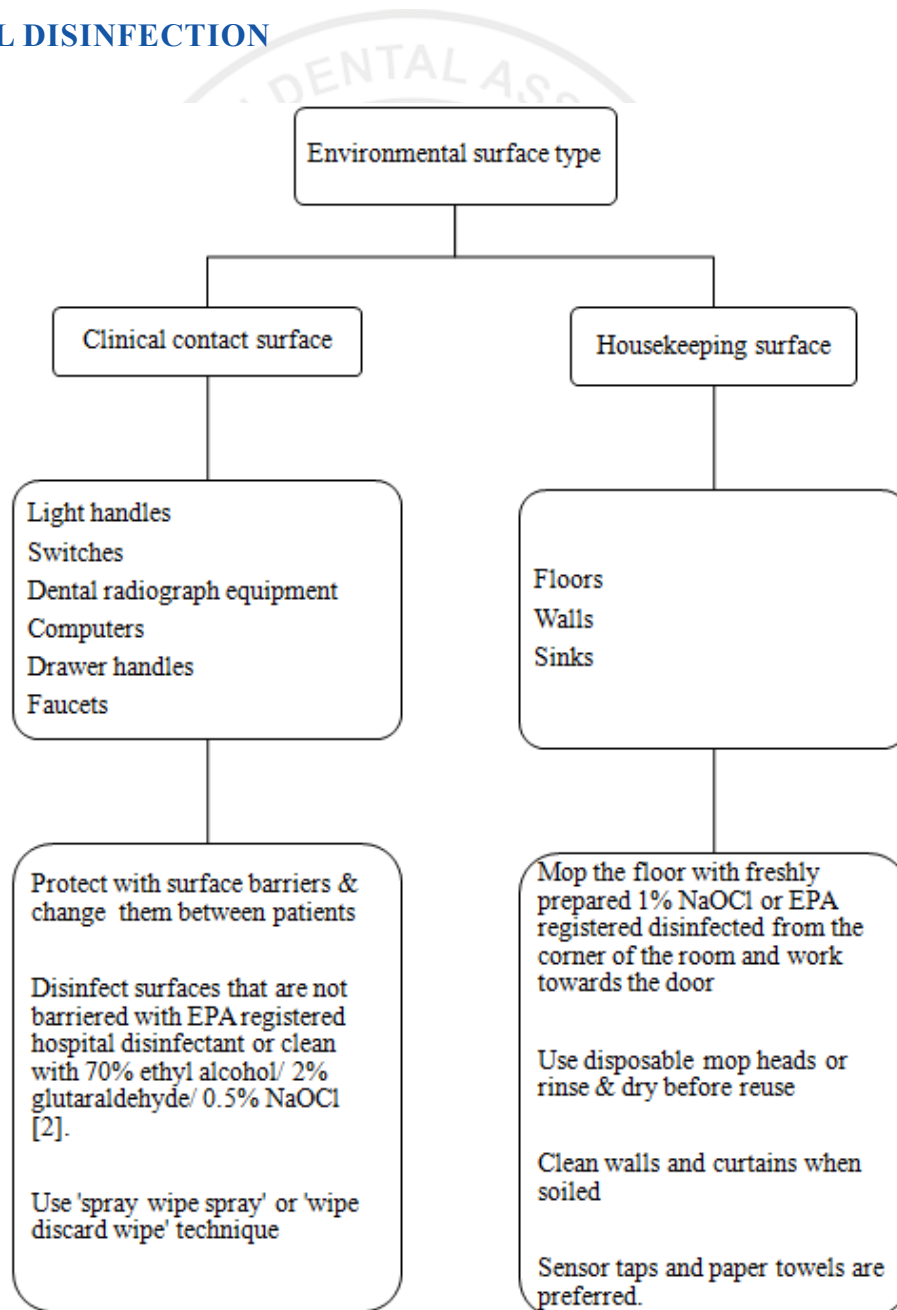 L DISINFECTION
DENTAL ASS
Environmental surface type
Clinical contact surface
Housekeeping surface
Light handles
Switches
Dental radiograph equipment
Computers
Drawer handles
Faucets
Floors
Walls
Sinks
Protect with surface barriers &
change them between patients
Disinfect surfaces that are not
barriered with EPA registered
hospital disinfectant or clean
with 70% ethyl alcohol/ 2%
glutaraldehyde/ 0.5% NaOCl
[2].
Use 'spray wipe spray' or 'wipe
discard wipe' technique
Mop the floor with freshly
prepared 1% NaOCl or EPA
registered disinfected from the
corner of the room and work
towards the door
Use disposable mop heads or
rinse & dry before reuse
Clean walls and curtains when
soiled
Sensor taps and paper towels are
preferred.